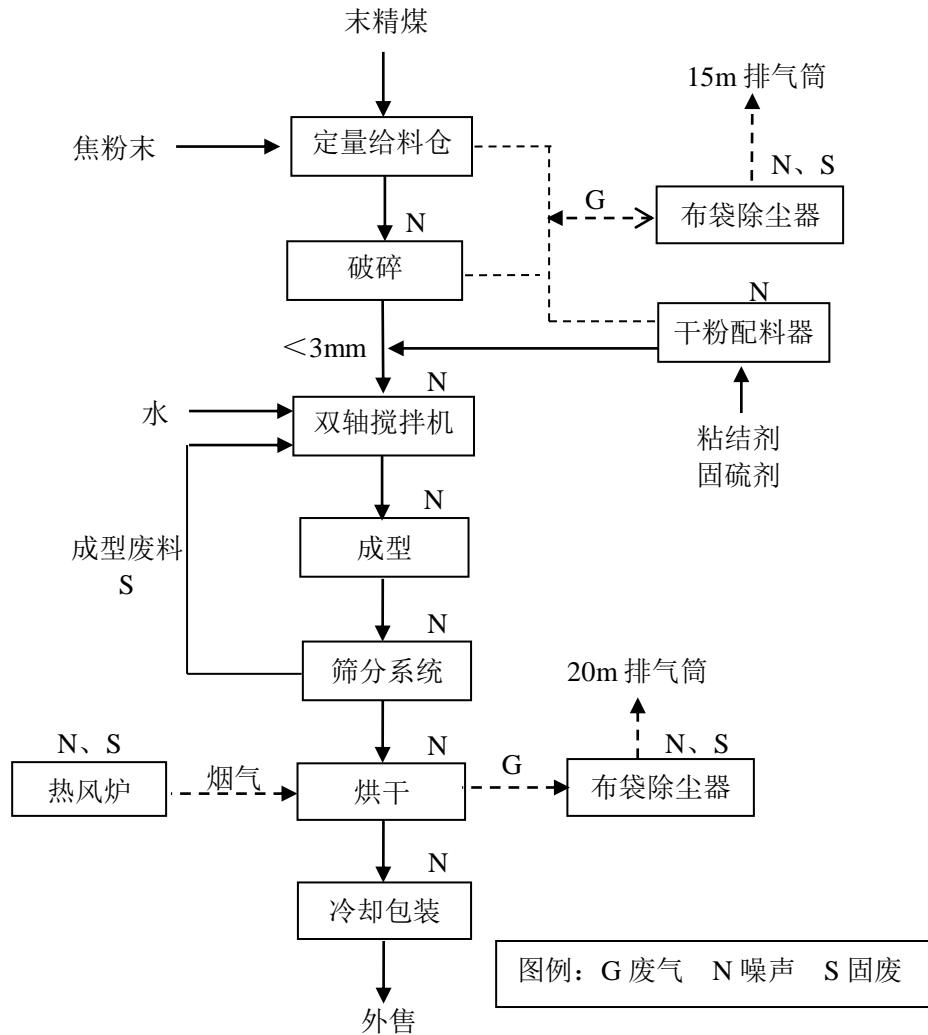 末精煤
15m 排气筒
焦粉末
定量给料仓
N、S
G
布袋除尘器
N
破碎
N
干粉配料器
＜3mm
N
水
双轴搅拌机
粘结剂
固硫剂
N
成型废料
S
成型
N
筛分系统
20m 排气筒
N、S
N
N、S
热风炉
烟气
烘干
G
布袋除尘器
N
冷却包装
图例：G 废气 N 噪声 S 固废
外售